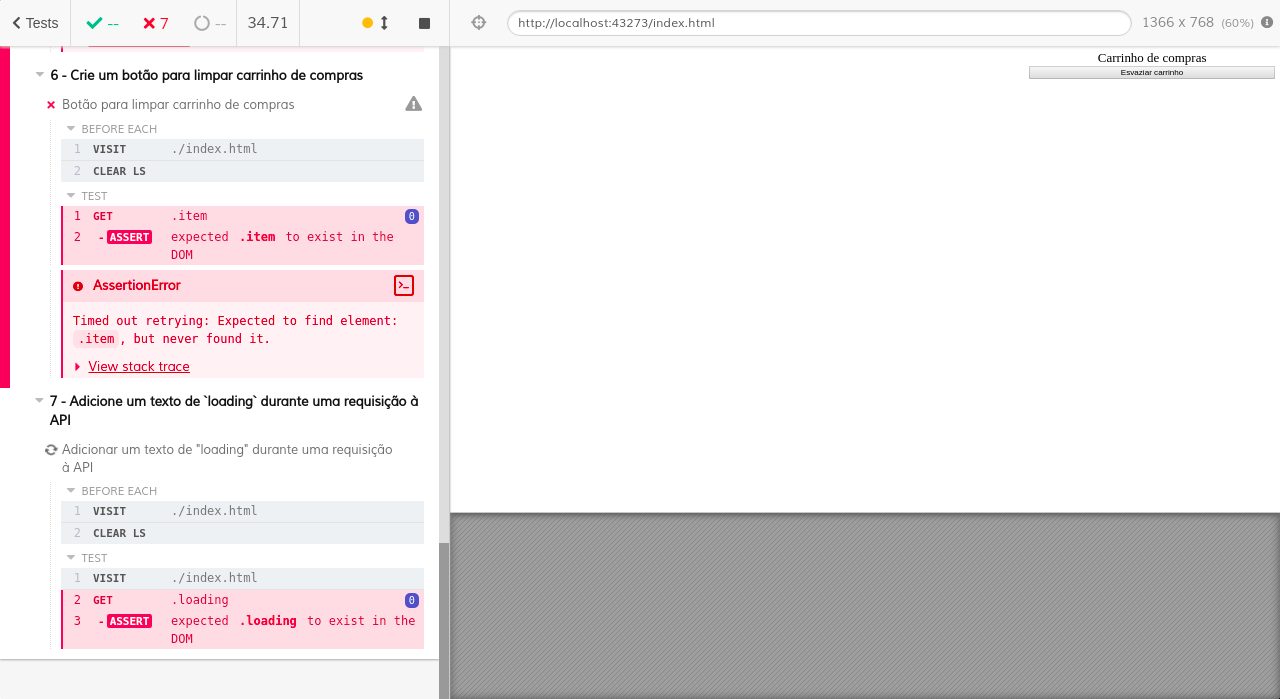 Tests
--
7
--
34.71
http://localhost:43273/index.html
1366 x 768 (60%)
6 - Crie um botão para limpar carrinho de compras
Botão para limpar carrinho de compras
BEFORE EACH
1 VISIT ./index.html
2 CLEAR LS
TEST
1 GET .item 0
2 -ASSERT expected .item to exist in the
DOM
AssertionError
Timed out retrying: Expected to find element:
.item, but never found it.
View stack trace
7 - Adicione um texto de `loading` durante uma requisição à
API
Adicionar um texto de "loading" durante uma requisição
à API
BEFORE EACH
1 VISIT ./index.html
2 CLEAR LS
TEST
1 VISIT ./index.html
2 GET .loading 0
3 -ASSERT expected .loading to exist in the
DOM
Carrinho de compras
Esvaziar carrinho